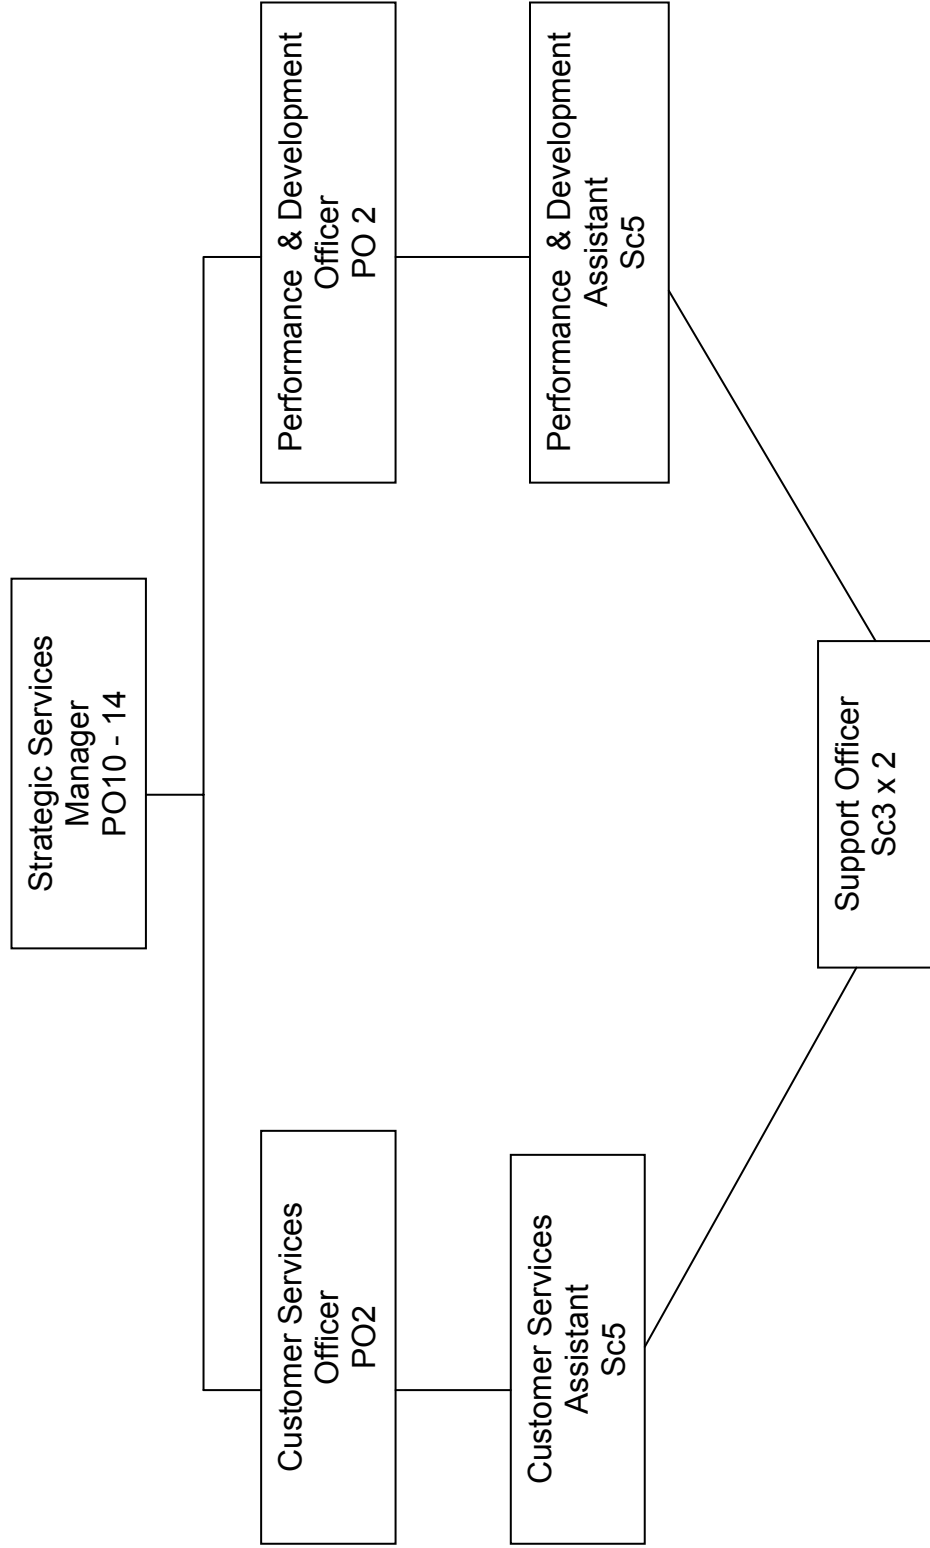 Strategic Services
Manager
PO10 - 14
Customer Services
Officer
PO2
Performance & Development
Officer
PO 2
Customer Services
Assistant
Sc5
Performance & Development
Assistant
Sc5
Support Officer
Sc3 x 2